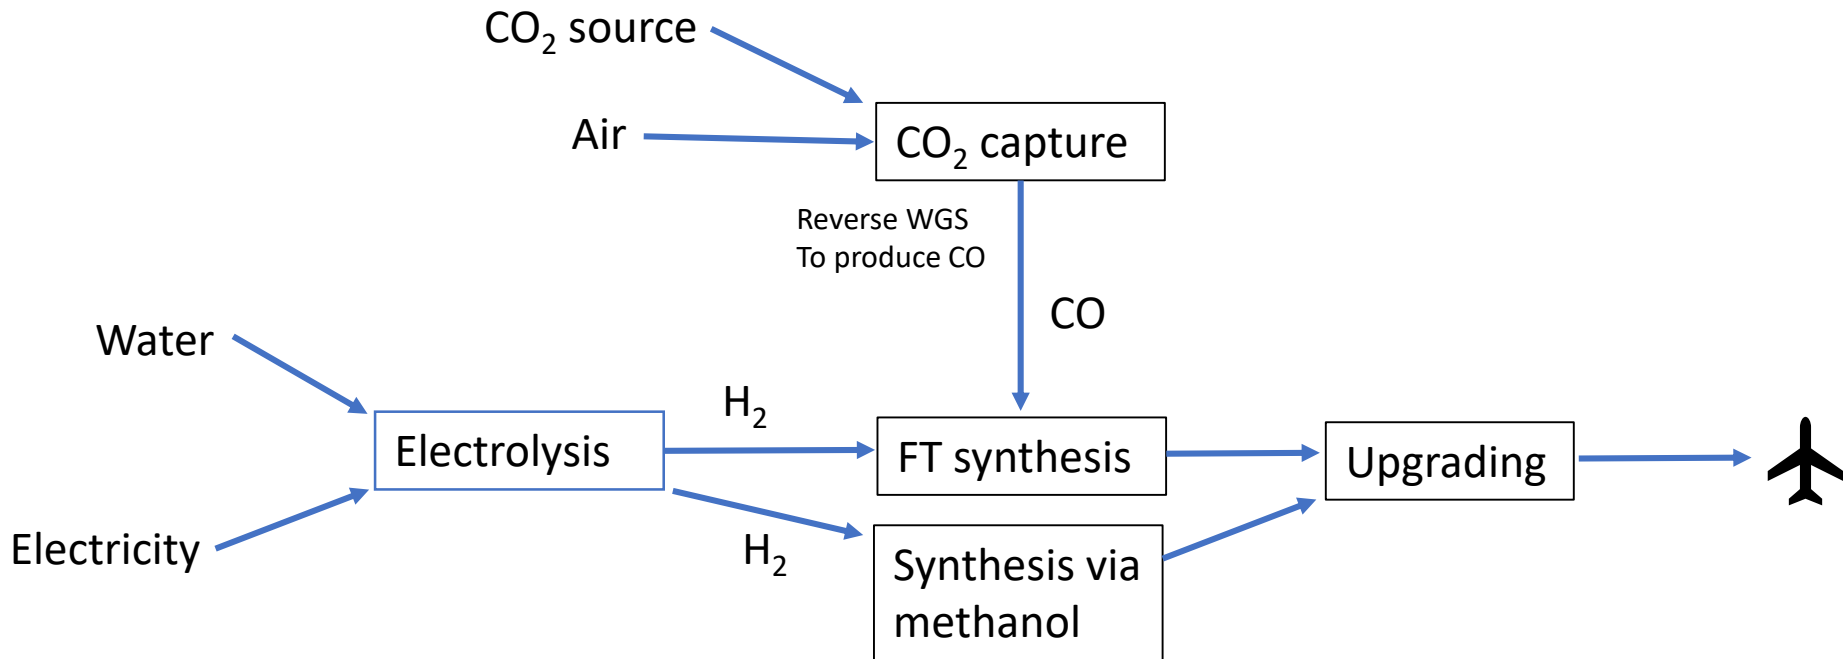 CO₂ source
Air
CO₂ capture
Reverse WGS
To produce CO
CO
Water
H₂
Electrolysis
FT synthesis
Upgrading
Electricity
H₂
Synthesis via
methanol